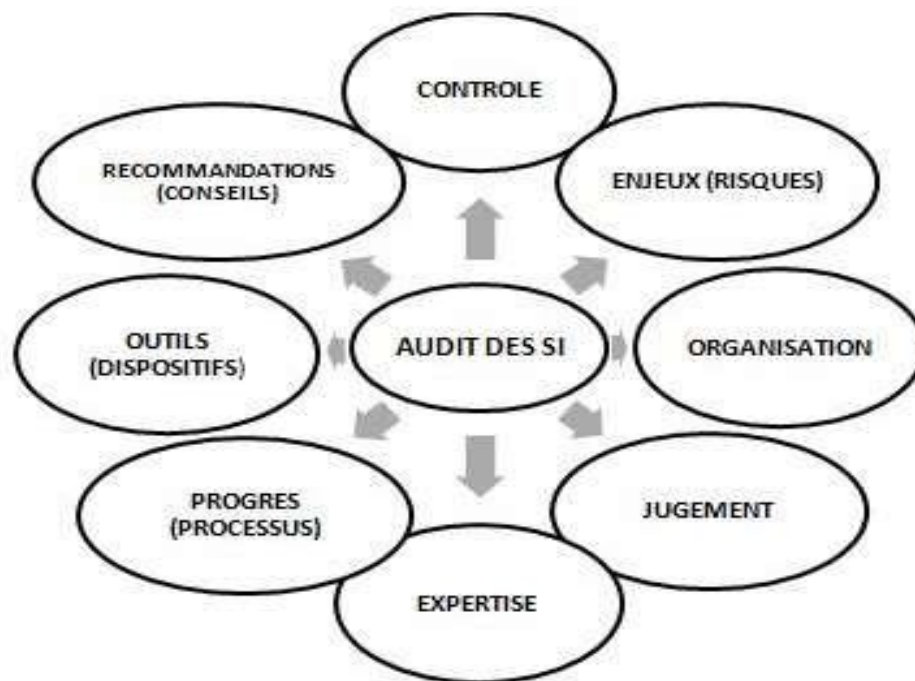 CONTROLE
RECOMMANDATIONS
(CONSEILS)
ENJEUX (RISQUES)
OUTILS
(DISPOSITIFS)
AUDIT DES SI
ORGANISATION
PROGRES
(PROCESSUS)
JUGEMENT
EXPERTISE